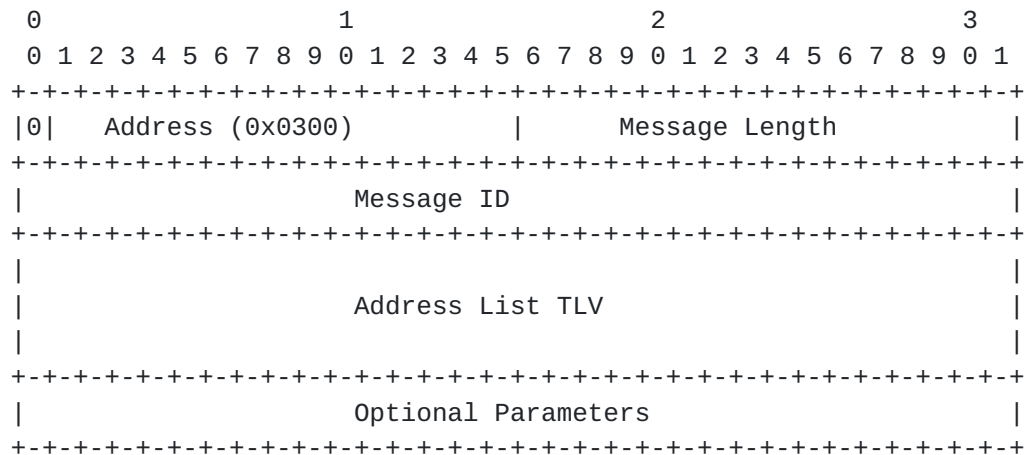 0                   1                   2                   3
 0 1 2 3 4 5 6 7 8 9 0 1 2 3 4 5 6 7 8 9 0 1 2 3 4 5 6 7 8 9 0 1
+-+-+-+-+-+-+-+-+-+-+-+-+-+-+-+-+-+-+-+-+-+-+-+-+-+-+-+-+-+-+-+-+
|0|   Address (0x0300)          |      Message Length           |
+-+-+-+-+-+-+-+-+-+-+-+-+-+-+-+-+-+-+-+-+-+-+-+-+-+-+-+-+-+-+-+-+
|                     Message ID                                |
+-+-+-+-+-+-+-+-+-+-+-+-+-+-+-+-+-+-+-+-+-+-+-+-+-+-+-+-+-+-+-+-+
|                                                               |
|                     Address List TLV                          |
|                                                               |
+-+-+-+-+-+-+-+-+-+-+-+-+-+-+-+-+-+-+-+-+-+-+-+-+-+-+-+-+-+-+-+-+
|                     Optional Parameters                       |
+-+-+-+-+-+-+-+-+-+-+-+-+-+-+-+-+-+-+-+-+-+-+-+-+-+-+-+-+-+-+-+-+